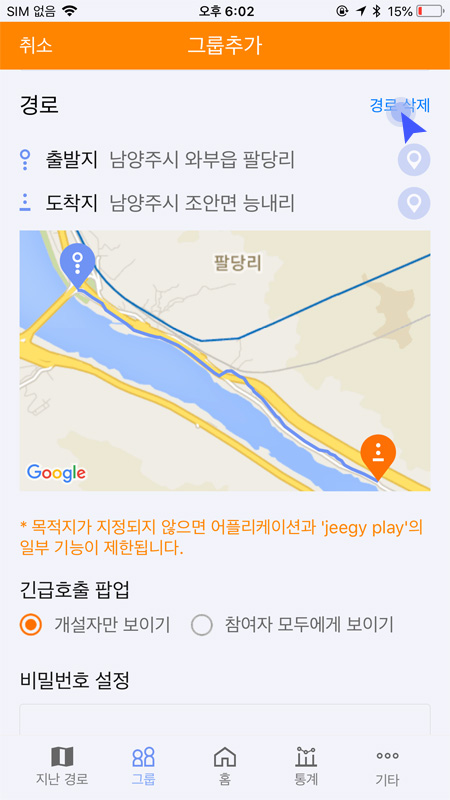 SIM 없음 오후 6:02 15%
취소 그룹추가
경로 경로 삭제
출발지 남양주시 와부읍 팔당리
도착지 남양주시 조안면 능내리
팔당리
Google
* 목적지가 지정되지 않으면 어플리케이션과 'jeegy play'의
일부 기능이 제한됩니다.
긴급호출 팝업
개설자만 보이기 참여자 모두에게 보이기
비밀번호 설정
지난 경로 그룹 홈 통계 기타